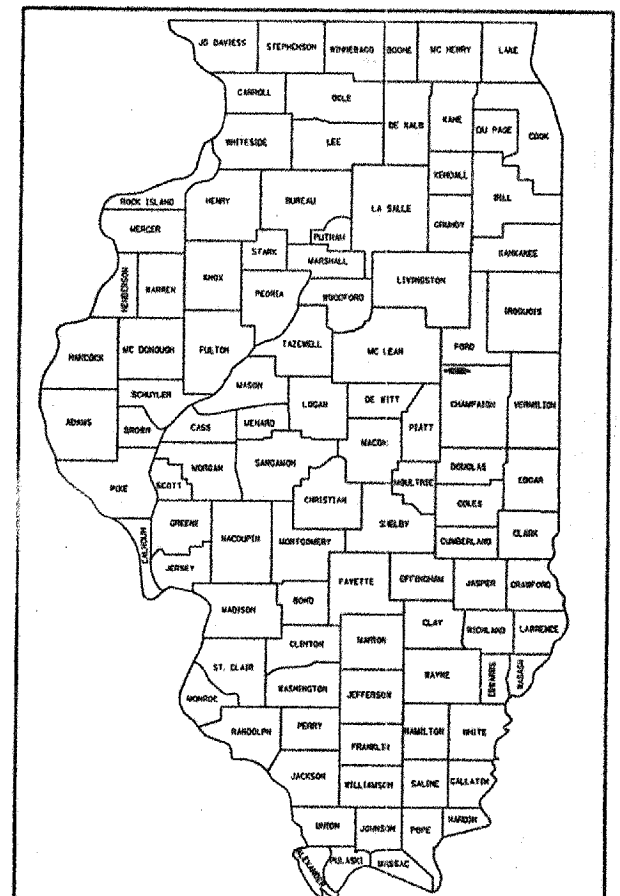 JO DAVIESS STEPHENSON WINNEBAGO BOONE MC HENRY LAKE
CARROLL OGLE
DE KALB KANE DU PAGE COOK
WHITESIDE LEE
KENDALL
ROCK ISLAND HENRY BUREAU LA SALLE WILL
MERCER PUTNAM GRUNDY
STARK MARSHALL KANKAKEE
HENDERSON WARREN KNOX PEORIA WOODFORD LIVINGSTON IROQUOIS
HANCOCK MC DONOUGH FULTON TAZEWELL MC LEAN FORD
MASON
SCHUYLER LOGAN DE WITT CHAMPAIGN VERMILION
ADAMS BROWN CASS MENARD PIATT
MACON
MORGAN SANGAMON DOUGLAS EDGAR
PIKE SCOTT CHRISTIAN MOULTRIE
COLES
GREENE SHELBY
CALHOUN MACOUPIN MONTGOMERY CUMBERLAND CLARK
JERSEY
FAYETTE EFFINGHAM JASPER CRAWFORD
MADISON BOND
CLAY RICHLAND LAWRENCE
CLINTON MARION
ST. CLAIR WAYNE EDWARDS WABASH
MONROE WASHINGTON JEFFERSON
RANDOLPH PERRY HAMILTON WHITE
FRANKLIN
JACKSON WILLIAMSON SALINE GALLATIN
UNION JOHNSON POPE HARDIN
ALEXANDER PULASKI MASSAC